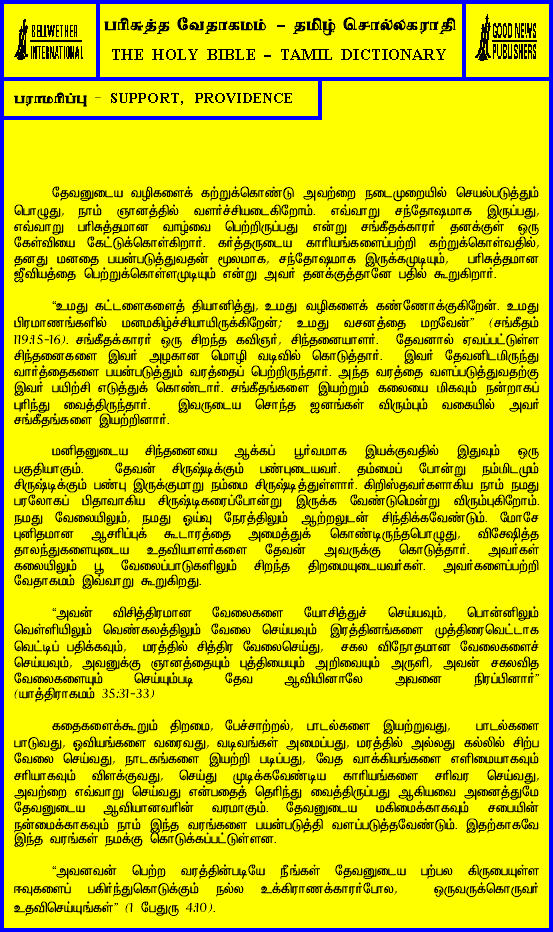 BELLWETHER
INTERNATIONAL
பரிசுத்த வேதாகமம் - தமிழ் சொல்லகராதி
THE HOLY BIBLE - TAMIL DICTIONARY
GOOD NEWS
PUBLISHERS
பராமரிப்பு - SUPPORT, PROVIDENCE
தேவனுடைய வழிகளைக் கற்றுக்கொண்டு அவற்றை நடைமுறையில் செயல்படுத்தும்
பொழுது, நாம் ஞானத்தில் வளர்ச்சியடைகிறோம். எவ்வாறு சந்தோஷமாக இருப்பது,
எவ்வாறு பரிசுத்தமான வாழ்வை பெற்றிருப்பது என்று சங்கீதக்காரர் தனக்குள் ஒரு
கேள்வியை கேட்டுக்கொள்கிறார். கர்த்தருடைய காரியங்களைப்பற்றி கற்றுக்கொள்வதில்,
தனது மனதை பயன்படுத்துவதன் மூலமாக, சந்தோஷமாக இருக்கமுடியும், பரிசுத்தமான
ஜீவியத்தை பெற்றுக்கொள்ளமுடியும் என்று அவர் தனக்குத்தானே பதில் கூறுகிறார்.
“உமது கட்டளைகளைத் தியானித்து, உமது வழிகளைக் கண்ணோக்குகிறேன். உமது
பிரமாணங்களில் மனமகிழ்ச்சியாயிருக்கிறேன்; உமது வசனத்தை மறவேன்” (சங்கீதம்
119:15-16). சங்கீதக்காரர் ஒரு சிறந்த கவிஞர், சிந்தனையாளர். தேவனால் ஏவப்பட்டுள்ள
சிந்தனைகளை இவர் அழகான மொழி வடிவில் கொடுத்தார். இவர் தேவனிடமிருந்து
வார்த்தைகளை பயன்படுத்தும் வரத்தைப் பெற்றிருந்தார். அந்த வரத்தை வளப்படுத்துவதற்கு
இவர் பயிற்சி எடுத்துக் கொண்டார். சங்கீதங்களை இயற்றும் கலையை மிகவும் நன்றாகப்
புரிந்து வைத்திருந்தார். இவருடைய சொந்த ஜனங்கள் விரும்பும் வகையில் அவர்
சங்கீதங்களை இயற்றினார்.
மனிதனுடைய சிந்தனையை ஆக்கப் பூர்வமாக இயக்குவதில் இதுவும் ஒரு
பகுதியாகும். தேவன் சிருஷ்டிக்கும் பண்புடையவர். தம்மைப் போன்று நம்மிடமும்
சிருஷ்டிக்கும் பண்பு இருக்குமாறு நம்மை சிருஷ்டித்துள்ளார். கிறிஸ்தவர்களாகிய நாம் நமது
பரலோகப் பிதாவாகிய சிருஷ்டிகரைப்போன்று இருக்க வேண்டுமென்று விரும்புகிறோம்.
நமது வேலையிலும், நமது ஓய்வு நேரத்திலும் ஆற்றலுடன் சிந்திக்கவேண்டும். மோசே
புனிதமான ஆசரிப்புக் கூடாரத்தை அமைத்துக் கொண்டிருந்தபொழுது, விசேஷித்த
தாலந்துகளையுடைய உதவியாளர்களை தேவன் அவருக்கு கொடுத்தார். அவர்கள்
கலையிலும் பூ வேலைப்பாடுகளிலும் சிறந்த திறமையுடையவர்கள். அவர்களைப்பற்றி
வேதாகமம் இவ்வாறு கூறுகிறது.
“அவன் விசித்திரமான வேலைகளை யோசித்துச் செய்யவும், பொன்னிலும்
வெள்ளியிலும் வெண்கலத்திலும் வேலை செய்யவும் இரத்தினங்களை முத்திரைவெட்டாக
வெட்டிப் பதிக்கவும், மரத்தில் சித்திர வேலைசெய்து, சகல விநோதமான வேலைகளைச்
செய்யவும், அவனுக்கு ஞானத்தையும் புத்தியையும் அறிவையும் அருளி, அவன் சகலவித
வேலைகளையும் செய்யும்படி தேவ ஆவியினாலே அவனை நிரப்பினார்”
(யாத்திராகமம் 35:31-33)
கதைகளைக்கூறும் திறமை, பேச்சாற்றல், பாடல்களை இயற்றுவது, பாடல்களை
பாடுவது, ஓவியங்களை வரைவது, வடிவங்கள் அமைப்பது, மரத்தில் அல்லது கல்லில் சிற்ப
வேலை செய்வது, நாடகங்களை இயற்றி படிப்பது, வேத வாக்கியங்களை எளிமையாகவும்
சரியாகவும் விளக்குவது, செய்து முடிக்கவேண்டிய காரியங்களை சரிவர செய்வது,
அவற்றை எவ்வாறு செய்வது என்பதைத் தெரிந்து வைத்திருப்பது ஆகியவை அனைத்துமே
தேவனுடைய ஆவியானவரின் வரமாகும். தேவனுடைய மகிமைக்காகவும் சபையின்
நன்மைக்காகவும் நாம் இந்த வரங்களை பயன்படுத்தி வளப்படுத்தவேண்டும். இதற்காகவே
இந்த வரங்கள் நமக்கு கொடுக்கப்பட்டுள்ளன.
“அவனவன் பெற்ற வரத்தின்படியே நீங்கள் தேவனுடைய பற்பல கிருபையுள்ள
ஈவுகளைப் பகிர்ந்துகொடுக்கும் நல்ல உக்கிராணக்காரர்போல, ஒருவருக்கொருவர்
உதவிசெய்யுங்கள்” (1 பேதுரு 4:10).